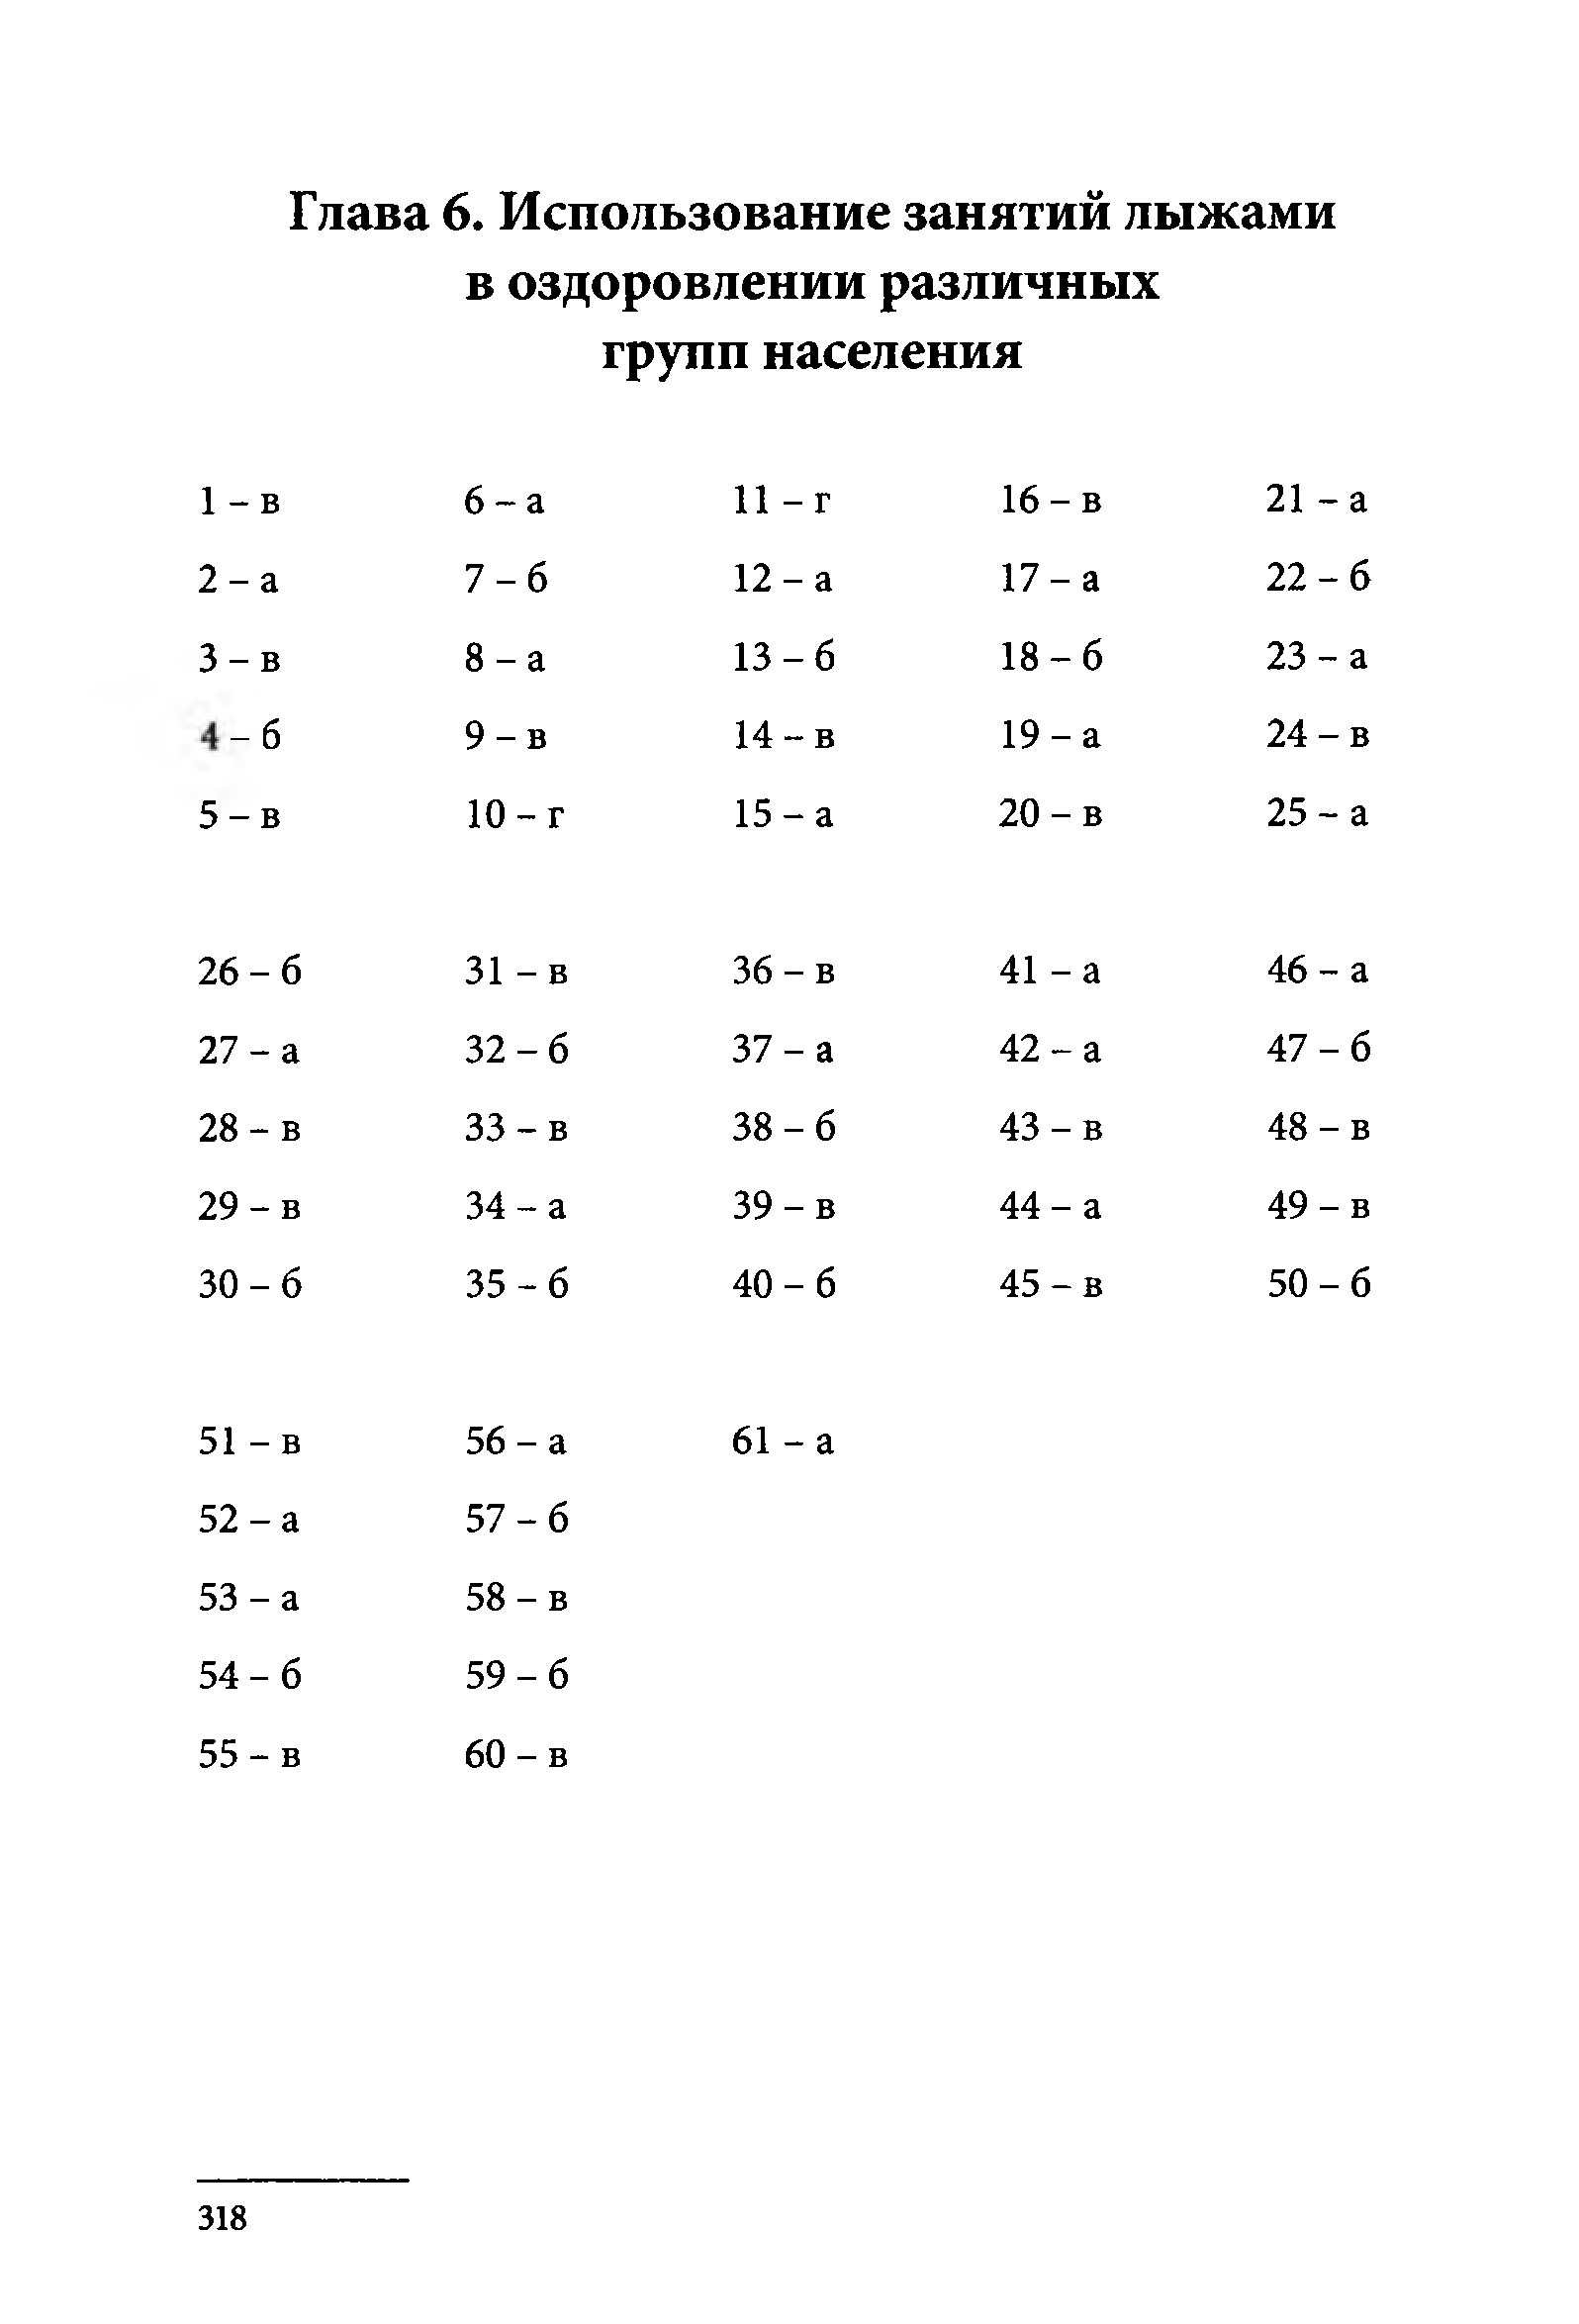 Глава 6. Использование занятий лыжами
в оздоровлении различных
групп населения
1 – в 6 – а 11 – г 16 – в 21 – а
2 – а 7 – б 12 – а 17 – а 22 – б
3 – в 8 – а 13 – б 18 – б 23 – а
4 – б 9 – в 14 – в 19 – а 24 – в
5 – в 10 – г 15 – а 20 – в 25 – а
26 – б 31 – в 36 – в 41 – а 46 – а
27 – а 32 – б 37 – а 42 – а 47 – б
28 – в 33 – в 38 – б 43 – в 48 – в
29 – в 34 – а 39 – в 44 – а 49 – в
30 – б 35 – б 40 – б 45 – в 50 – б
51 – в 56 – а 61 – а
52 – а 57 – б
53 – а 58 – в
54 – б 59 – б
55 – в 60 – в
318